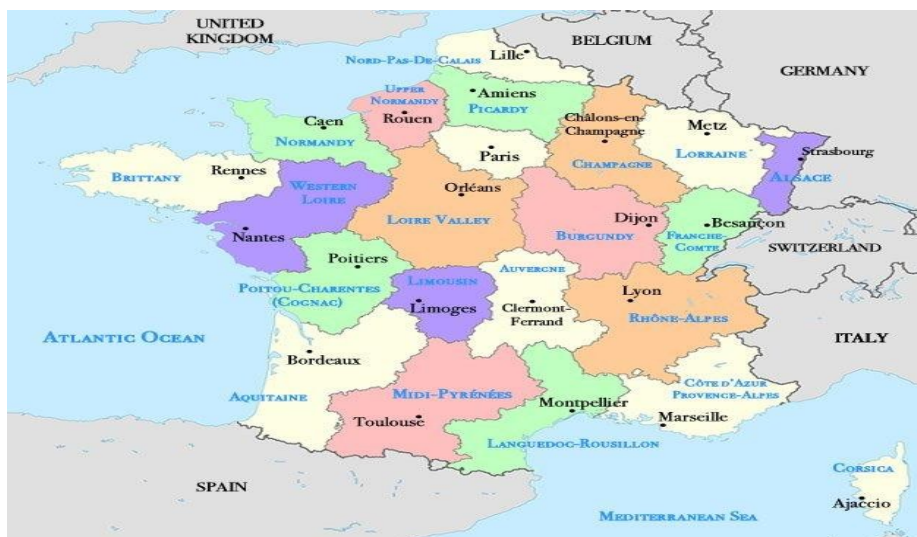 UNITED
KINGDOM
BELGIUM
GERMANY
Lille
NORD-PAS-DE-CALAIS
UPPER
NORMANDY
Rouen
Amiens
PICARDY
Caen
NORMANDY
Châlons-en-
Champagne
CHAMPAGNE
Metz
LORRAINE
Strasbourg
ALSACE
Paris
BRITTANY
Rennes
WESTERN
LOIRE
Nantes
Orléans
LOIRE VALLEY
Dijon
BURGUNDY
Besançon
FRANCHE-
COMTE
SWITZERLAND
Poitiers
POITOU-CHARENTES
(COGNAC)
LIMOUSIN
Limoges
AUVERGNE
Clermont-
Ferrand
Lyon
RHÔNE-ALPES
ITALY
ATLANTIC OCEAN
Bordeaux
AQUITAINE
MIDI-PYRÉNÉES
Toulouse
Montpellier
LANGUEDOC-ROUSILLON
CÔTE D'AZUR
PROVENCE-ALPES
Marseille
CORSICA
Ajaccio
SPAIN
MEDITERRANEAN SEA